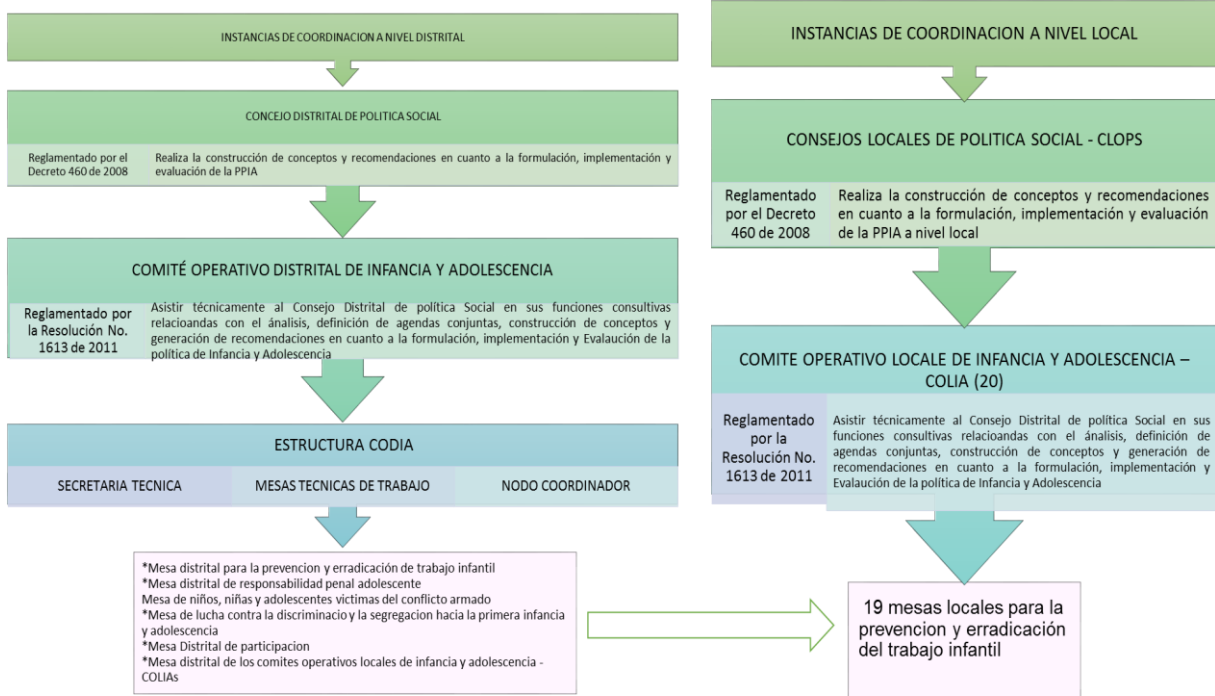 INSTANCIAS DE COORDINACION A NIVEL DISTRITAL
CONCEJO DISTRITAL DE POLITICA SOCIAL
Reglamentado por el
Decreto 460 de 2008
Realiza la construcción de conceptos y recomendaciones en cuanto a la formulación, implementación y
evaluación de la PPIA
COMITÉ OPERATIVO DISTRITAL DE INFANCIA Y ADOLESCENCIA
Reglamentado por
la Resolución No.
1613 de 2011
Asistir técnicamente al Consejo Distrital de política Social en sus funciones consultivas
relacioandas con el ánalisis, definición de agendas conjuntas, construcción de conceptos y
generación de recomendaciones en cuanto a la formulación, implementación y Evalaución de la
política de Infancia y Adolescencia
ESTRUCTURA CODIA
SECRETARIA TECNICA
MESAS TECNICAS DE TRABAJO
NODO COORDINADOR
*Mesa distrital para la prevencion y erradicación de trabajo infantil
*Mesa distrital de responsabilidad penal adolescente
Mesa de niños, niñas y adolescentes victimas del conflicto armado
*Mesa de lucha contra la discriminacio y la segregacion hacia la primera infancia
y adolescencia
*Mesa Distrital de participacion
*Mesa distrital de los comites operativos locales de infancia y adolescencia -
COLIAs
INSTANCIAS DE COORDINACION A NIVEL LOCAL
CONSEJOS LOCALES DE POLITICA SOCIAL - CLOPS
Reglamentado
por el Decreto
460 de 2008
Realiza la construcción de conceptos y recomendaciones
en cuanto a la formulación, implementación y evaluación
de la PPIA a nivel local
COMITE OPERATIVO LOCALE DE INFANCIA Y ADOLESCENCIA –
COLIA (20)
Reglamentado
por la
Resolución No.
1613 de 2011
Asistir técnicamente al Consejo Distrital de política Social en sus
funciones consultivas relacioandas con el ánalisis, definición de
agendas conjuntas, construcción de conceptos y generación de
recomendaciones en cuanto a la formulación, implementación y
Evalaución de la política de Infancia y Adolescencia
19 mesas locales para la
prevencion y erradicación
del trabajo infantil